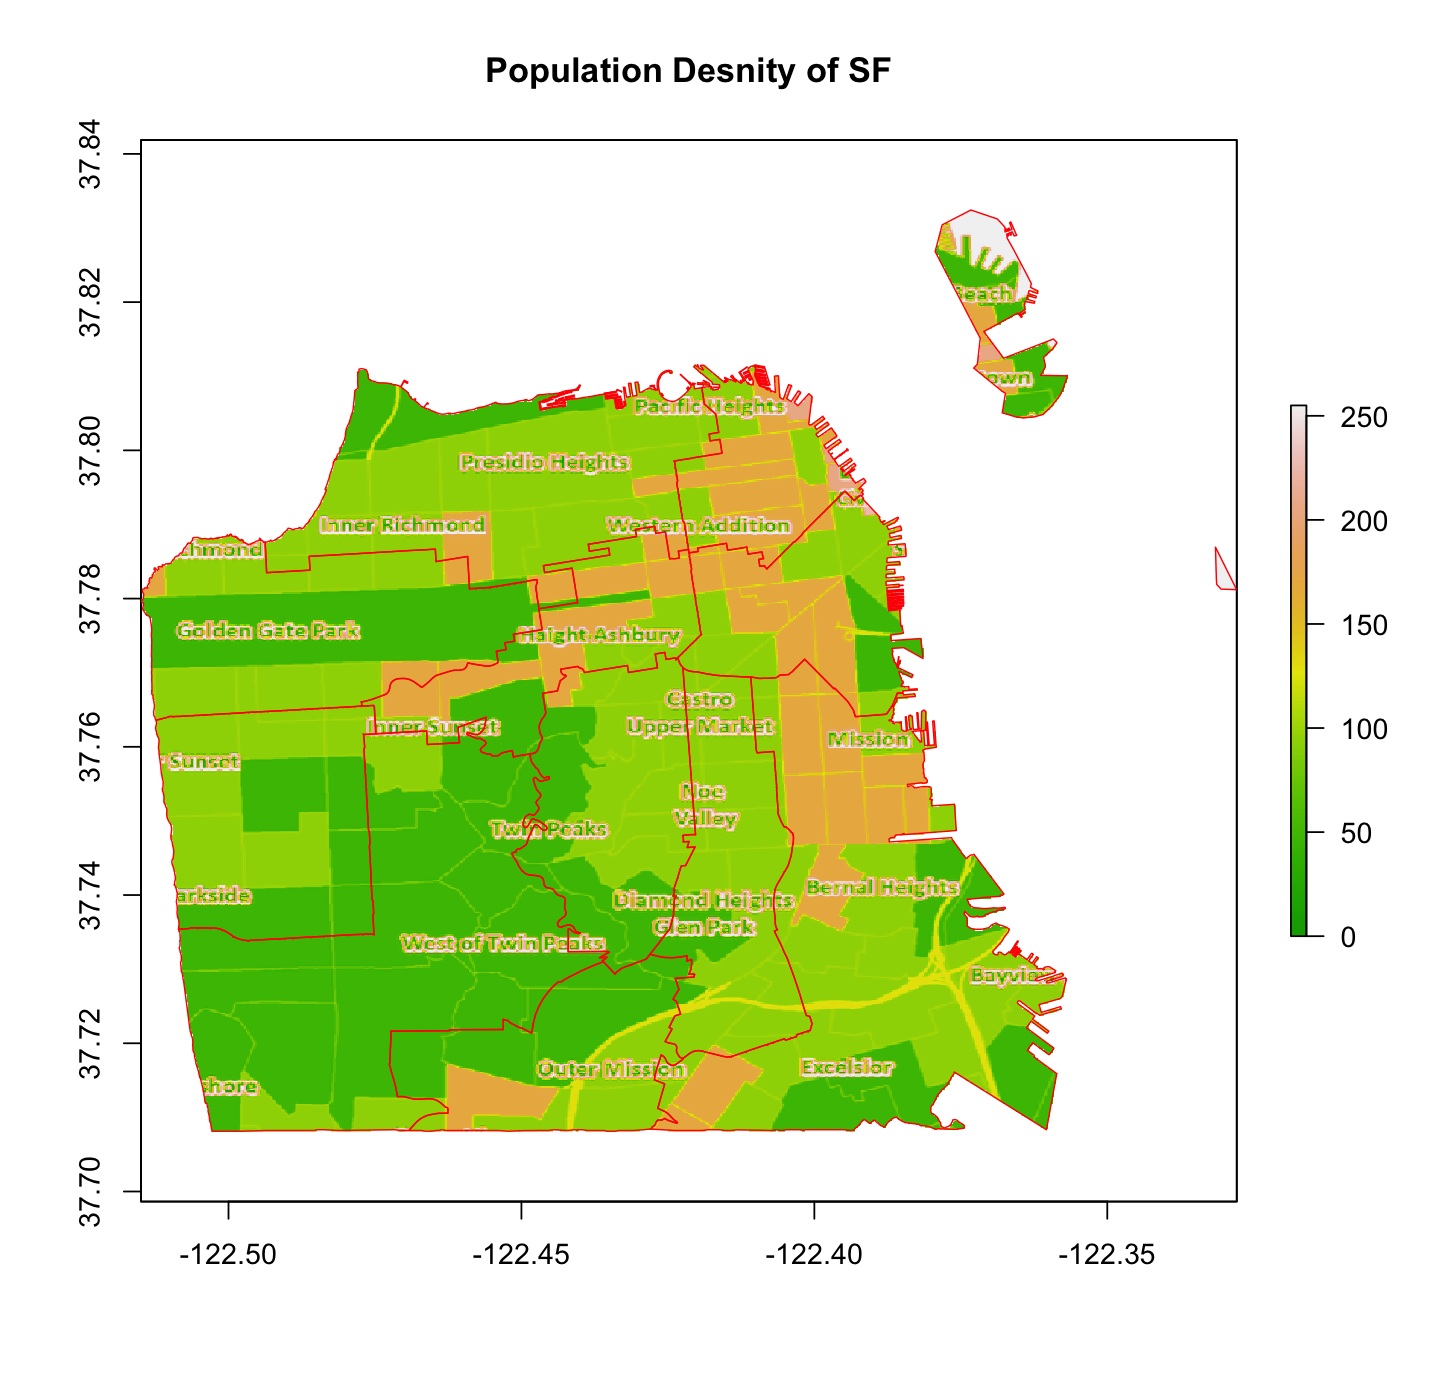 Population Desnity of SF
37.84
37.82
37.80
37.78
37.76
37.74
37.72
37.70
-122.50
-122.45
-122.40
-122.35
250
200
150
100
50
0
Beach
own
Pacific Heights
Presidio Heights
Inner Richmond
Western Addition
chmond
Golden Gate Park
Haight Ashbury
Castro
Upper Market
Inner Sunset
Mission
Sunset
Noe
Valley
Twin Peaks
arkside
Bernal Heights
Diamond Heights
Glen Park
West of Twin Peaks
Bayview
Outer Mission
Excelsior
shore